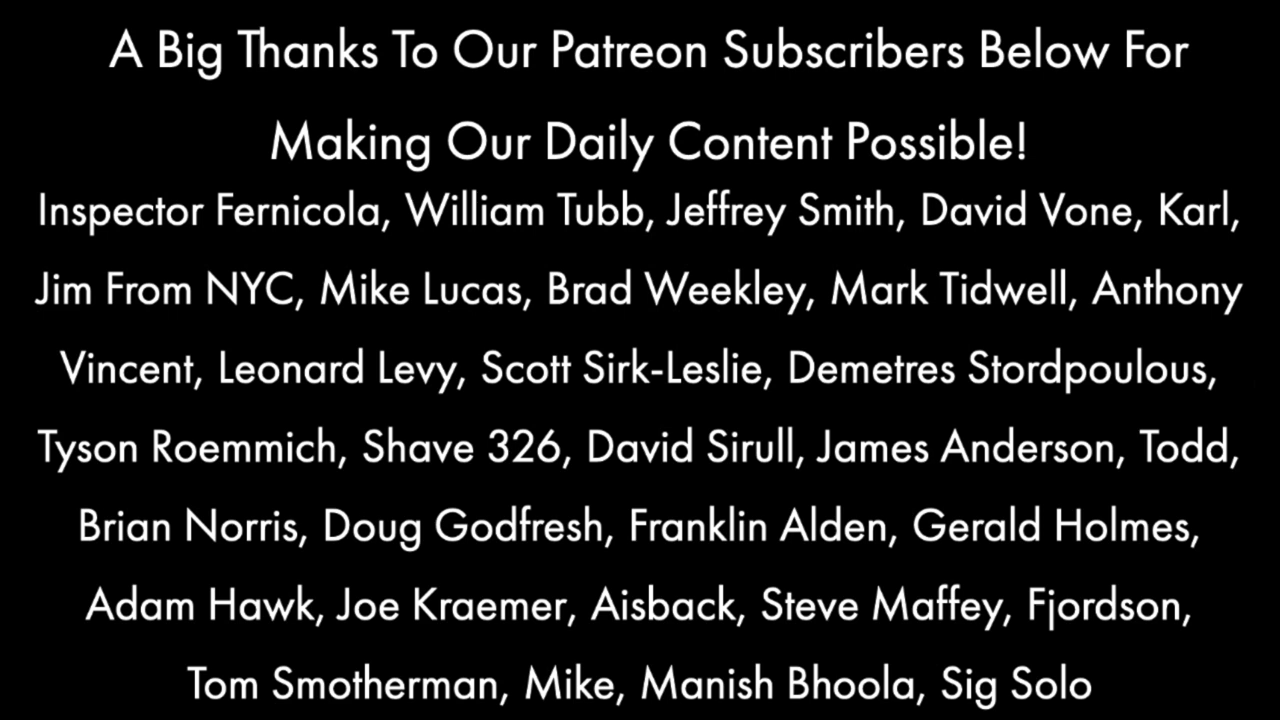 A Big Thanks To Our Patreon Subscribers Below For
Making Our Daily Content Possible!
Inspector Fernicola, William Tubb, Jeffrey Smith, David Vone, Karl,
Jim From NYC, Mike Lucas, Brad Weekley, Mark Tidwell, Anthony
Vincent, Leonard Levy, Scott Sirk-Leslie, Demetres Stordpoulous,
Tyson Roemmich, Shave 326, David Sirull, James Anderson, Todd,
Brian Norris, Doug Godfresh, Franklin Alden, Gerald Holmes,
Adam Hawk, Joe Kraemer, Aisback, Steve Maffey, Fjordson,
Tom Smotherman, Mike, Manish Bhoola, Sig Solo